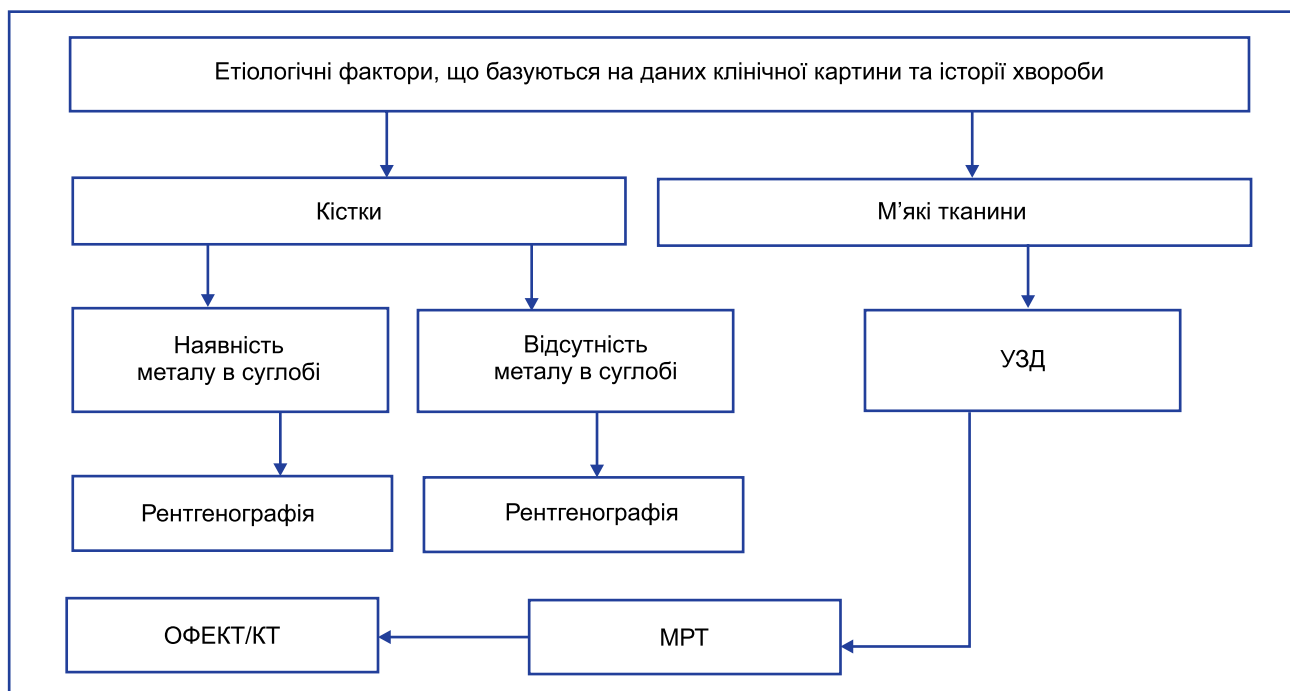 Етіологічні фактори, що базуються на даних клінічної картини та історії хвороби
Кістки
М’які тканини
Наявність
металу в суглобі
Відсутність
металу в суглобі
УЗД
Рентгенографія
Рентгенографія
ОФЕКТ/КТ
МРТ